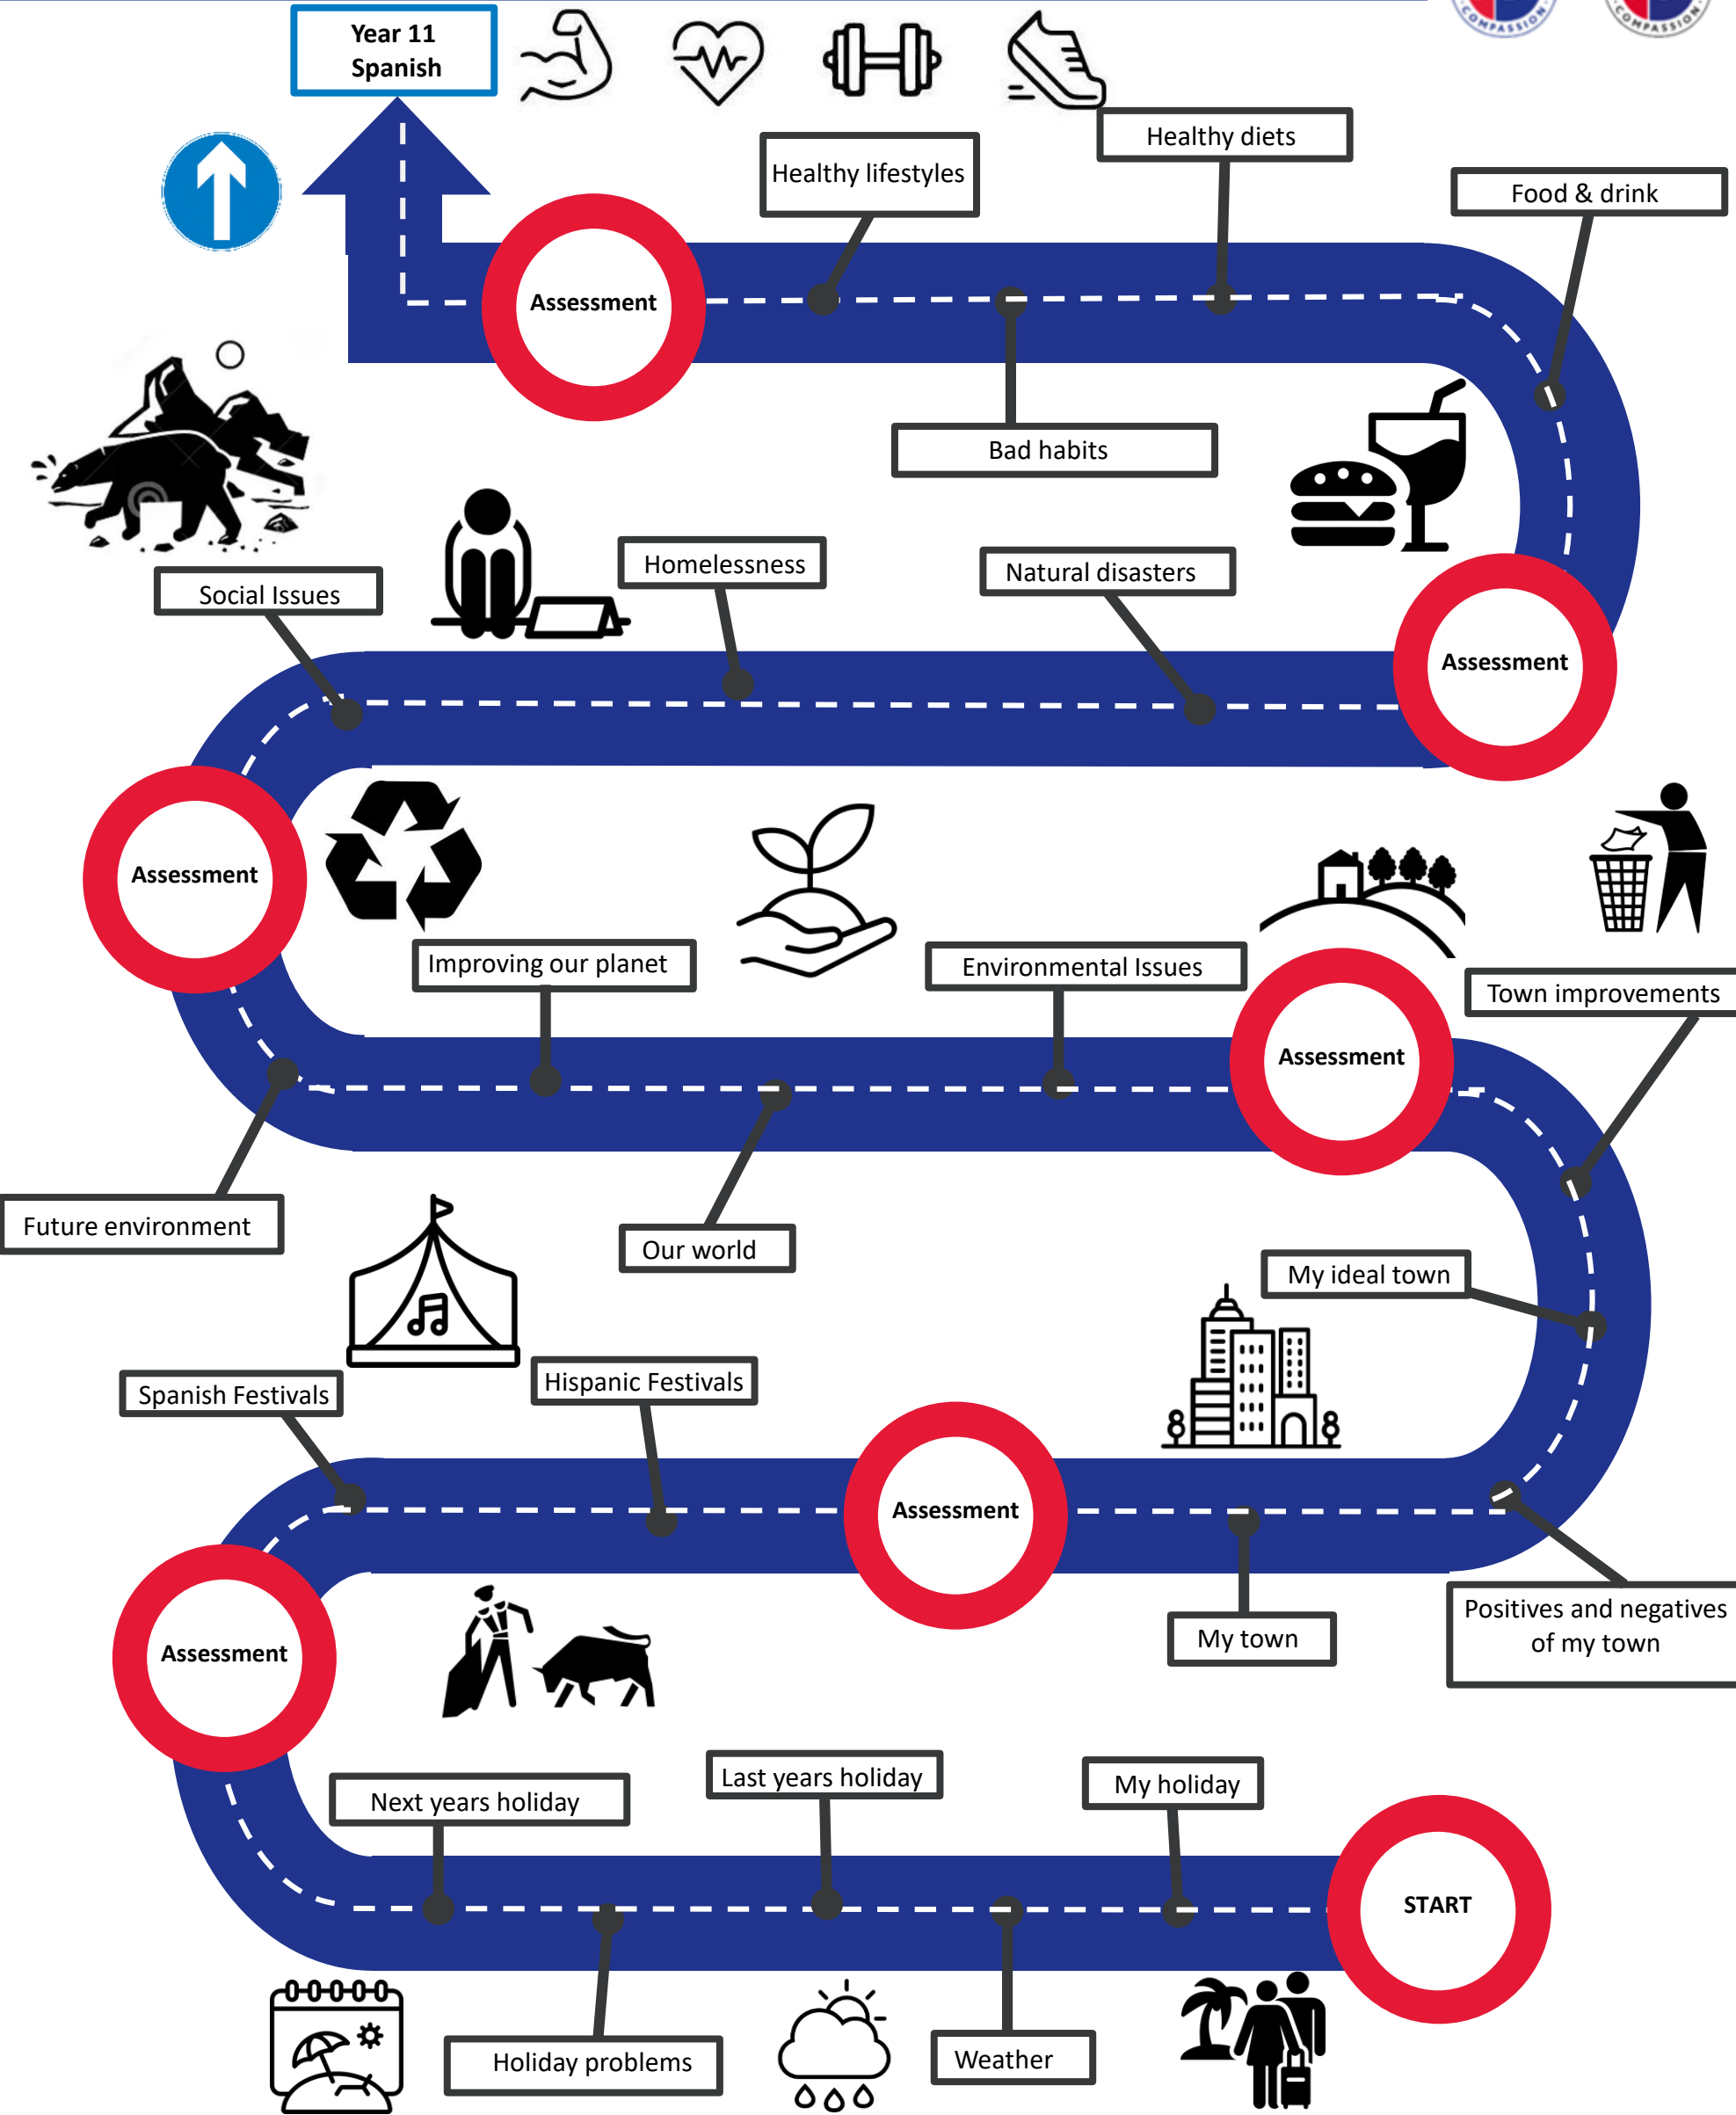 COMPASSION
COMPASSION
Year 11
Spanish
Healthy diets
Healthy lifestyles
Food & drink
Assessment
Bad habits
Homelessness
Natural disasters
Social Issues
Assessment
Assessment
Improving our planet
Environmental Issues
Town improvements
Assessment
Future environment
Our world
My ideal town
Spanish Festivals
Hispanic Festivals
Assessment
Assessment
My town
Positives and negatives
of my town
Next years holiday
Last years holiday
My holiday
START
Holiday problems
Weather